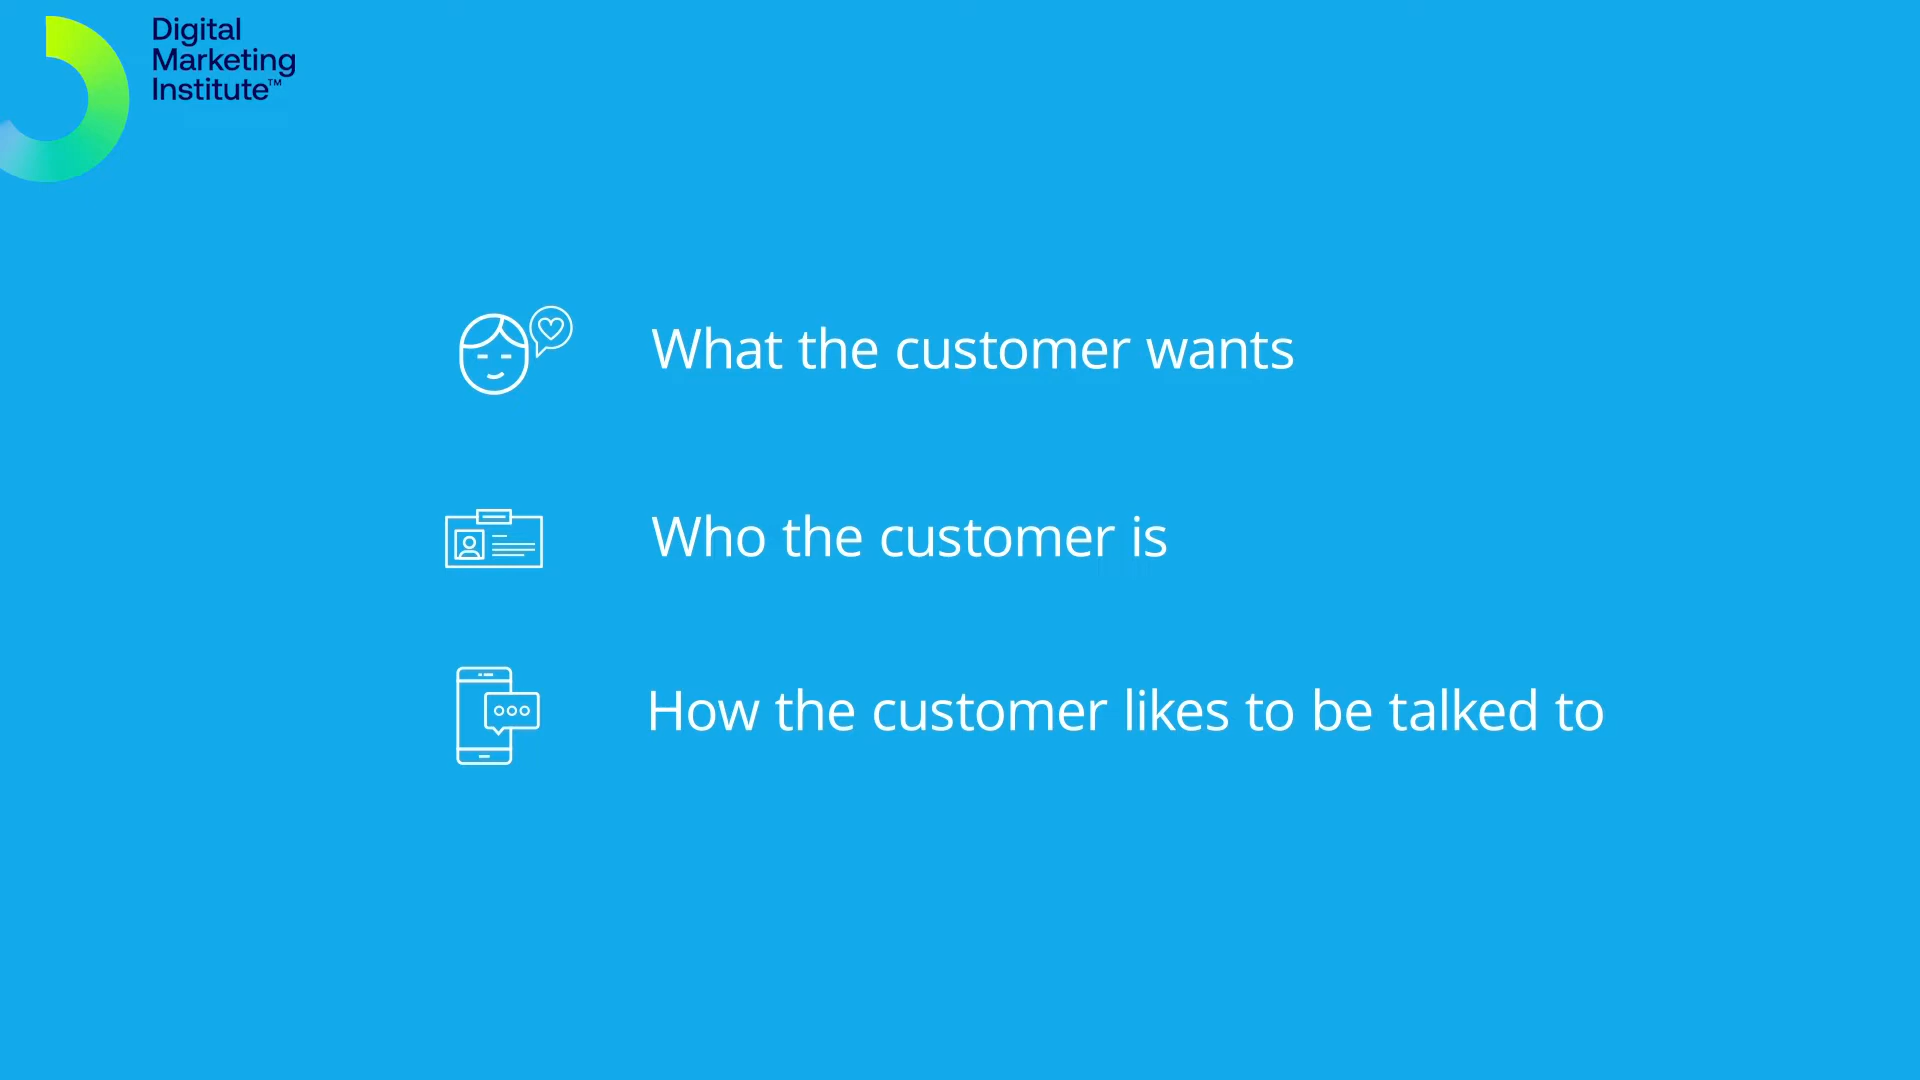 Digital
Marketing
Institute™
What the customer wants
Who the customer is
How the customer likes to be talked to